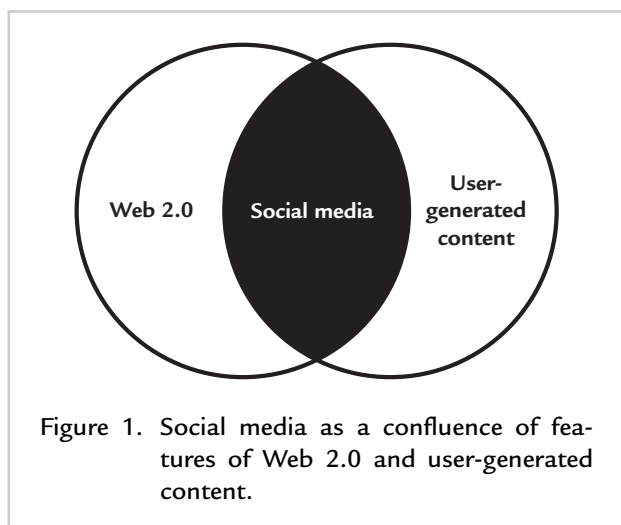 Web 2.0
Social media
User-
generated
content
Figure 1. Social media as a confluence of fea-
tures of Web 2.0 and user-generated
content.